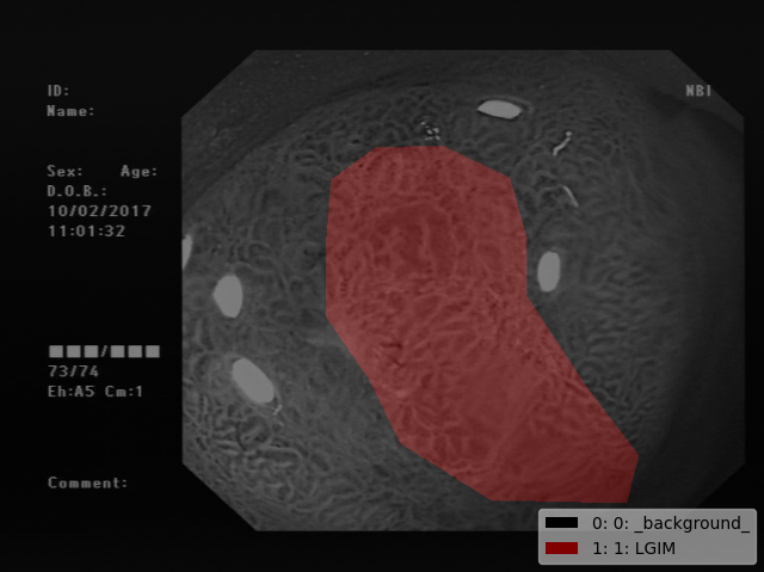 ID:
NBI
Name:
Sex: Age:
D.O.B.:
10/02/2017
11:01:32
■■■/■■■
73/74
Eh:A5 Cm:1
Comment:
0: 0: _background_
1: 1: LGIM